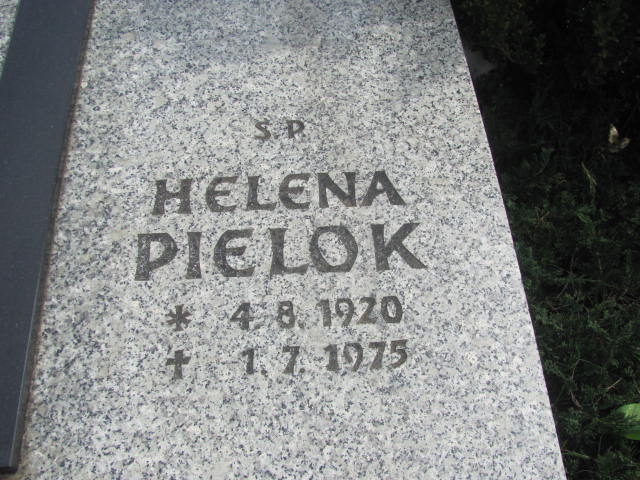 Ś P
HELENA
PIELOK
* 4. 8. 1920
✝ 1. 7. 1975